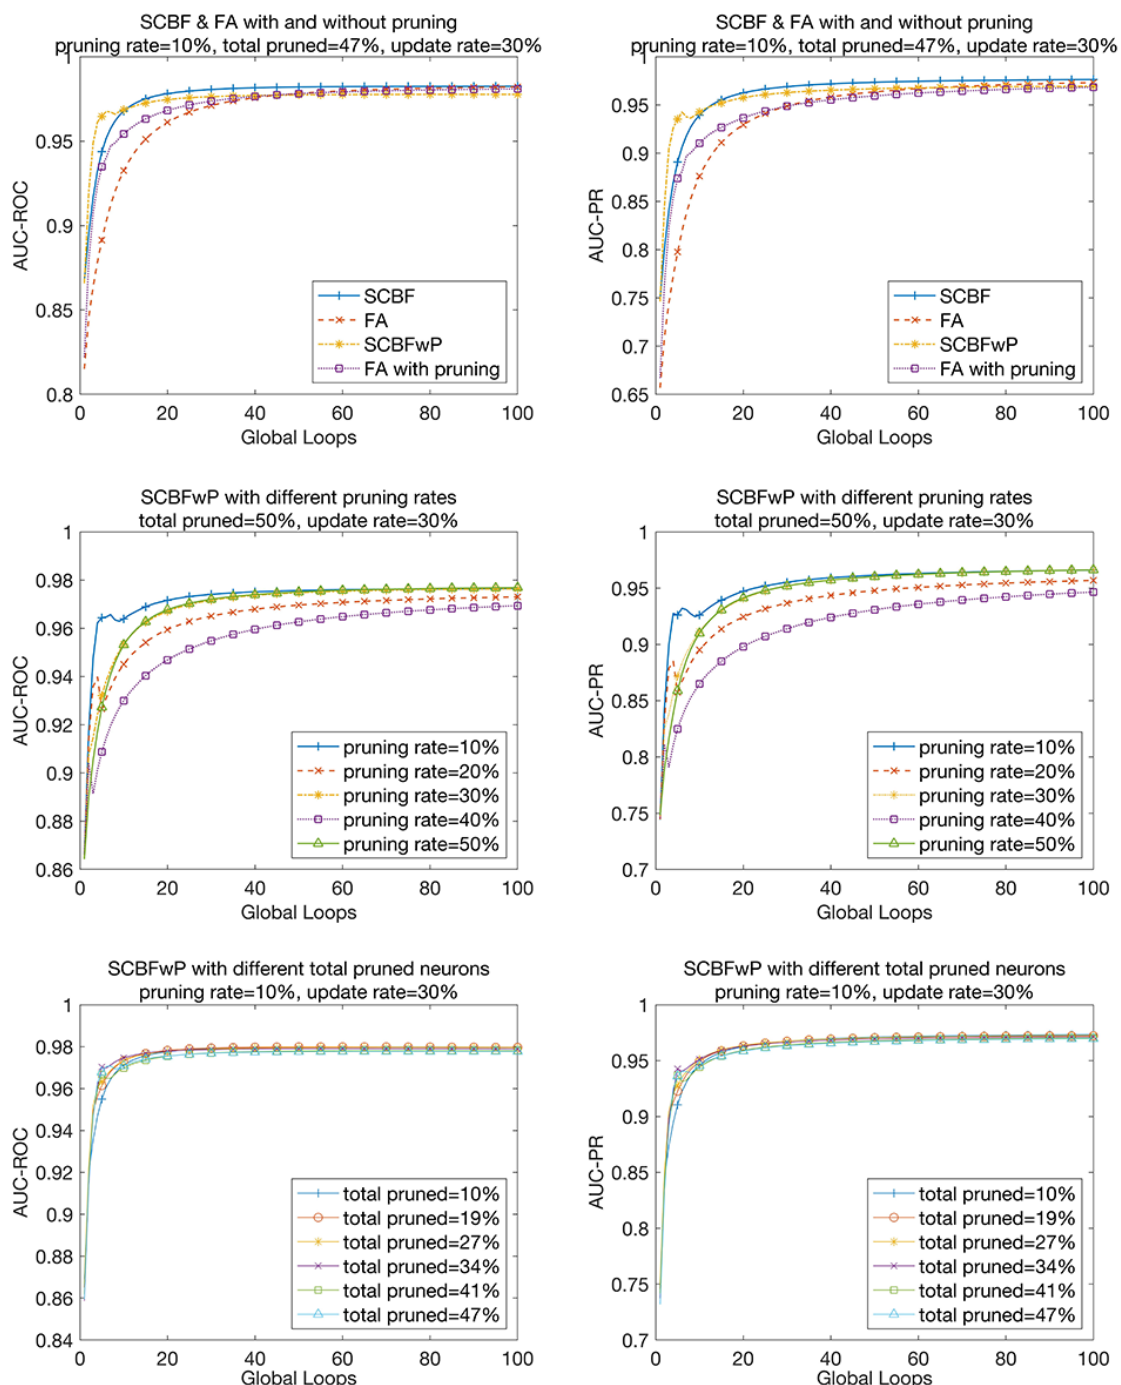 SCBF & FA with and without pruning
pruning rate=10%, total pruned=47%, update rate=30%
1
0.95
0.9
0.85
0.8
AUC-ROC
SCBF
FA
SCBFwP
FA with pruning
0 20 40 60 80 100
Global Loops
SCBF & FA with and without pruning
pruning rate=10%, total pruned=47%, update rate=30%
1
0.95
0.9
0.85
0.8
0.75
0.7
0.65
AUC-PR
SCBF
FA
SCBFwP
FA with pruning
0 20 40 60 80 100
Global Loops
SCBFwP with different pruning rates
total pruned=50%, update rate=30%
1
0.98
0.96
0.94
0.92
0.9
0.88
0.86
AUC-ROC
pruning rate=10%
pruning rate=20%
pruning rate=30%
pruning rate=40%
pruning rate=50%
0 20 40 60 80 100
Global Loops
SCBFwP with different pruning rates
total pruned=50%, update rate=30%
1
0.95
0.9
0.85
0.8
0.75
0.7
AUC-PR
pruning rate=10%
pruning rate=20%
pruning rate=30%
pruning rate=40%
pruning rate=50%
0 20 40 60 80 100
Global Loops
SCBFwP with different total pruned neurons
pruning rate=10%, update rate=30%
1
0.98
0.96
0.94
0.92
0.9
0.88
0.86
0.84
AUC-ROC
total pruned=10%
total pruned=19%
total pruned=27%
total pruned=34%
total pruned=41%
total pruned=47%
0 20 40 60 80 100
Global Loops
SCBFwP with different total pruned neurons
pruning rate=10%, update rate=30%
1
0.95
0.9
0.85
0.8
0.75
0.7
AUC-PR
total pruned=10%
total pruned=19%
total pruned=27%
total pruned=34%
total pruned=41%
total pruned=47%
0 20 40 60 80 100
Global Loops